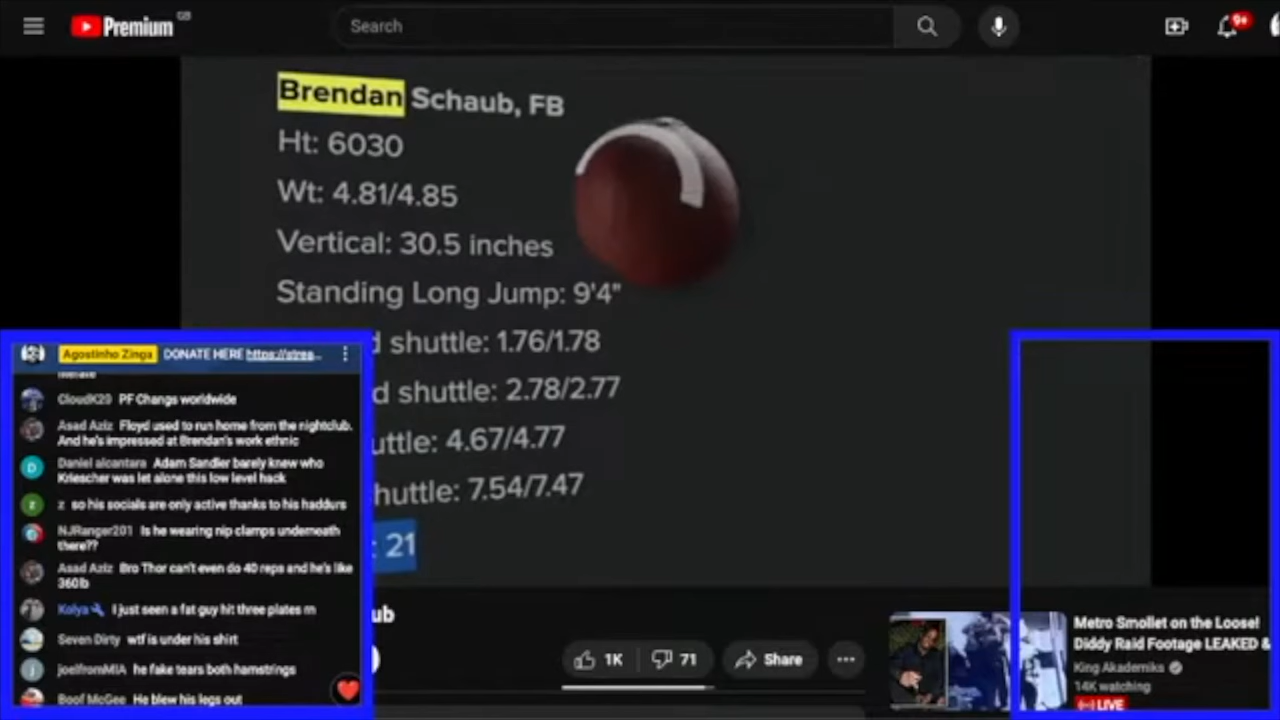 Premium GB
Search
9+
Brendan Schaub, FB
Ht: 6030
Wt: 4.81/4.85
Vertical: 30.5 inches
Standing Long Jump: 9'4"
d shuttle: 1.76/1.78
d shuttle: 2.78/2.77
uttle: 4.67/4.77
huttle: 7.54/7.47
: 21
Agostinho Zinga DONATE HERE https://strea...
CloudK20 PF Changs worldwide
Asad Aziz Floyd used to run home from the nightclub.
And he's impressed at Brendan's work ethnic
Daniel alcantara Adam Sandler barely knew who
Kriescher was let alone this low level hack
z so his socials are only active thanks to his haddurs
NJRanger201 Is he wearing nip clamps underneath
there??
Asad Aziz Bro Thor can't even do 40 reps and he's like
360lb
Kolya I just seen a fat guy hit three plates rn
Seven Dirty wtf is under his shirt
joelfromMIA he fake tears both hamstrings
Boof McGee He blew his legs out
ub
1K
71
Share
Metro Smollet on the Loose!
Diddy Raid Footage LEAKED &
King Akademiks
14K watching
LIVE